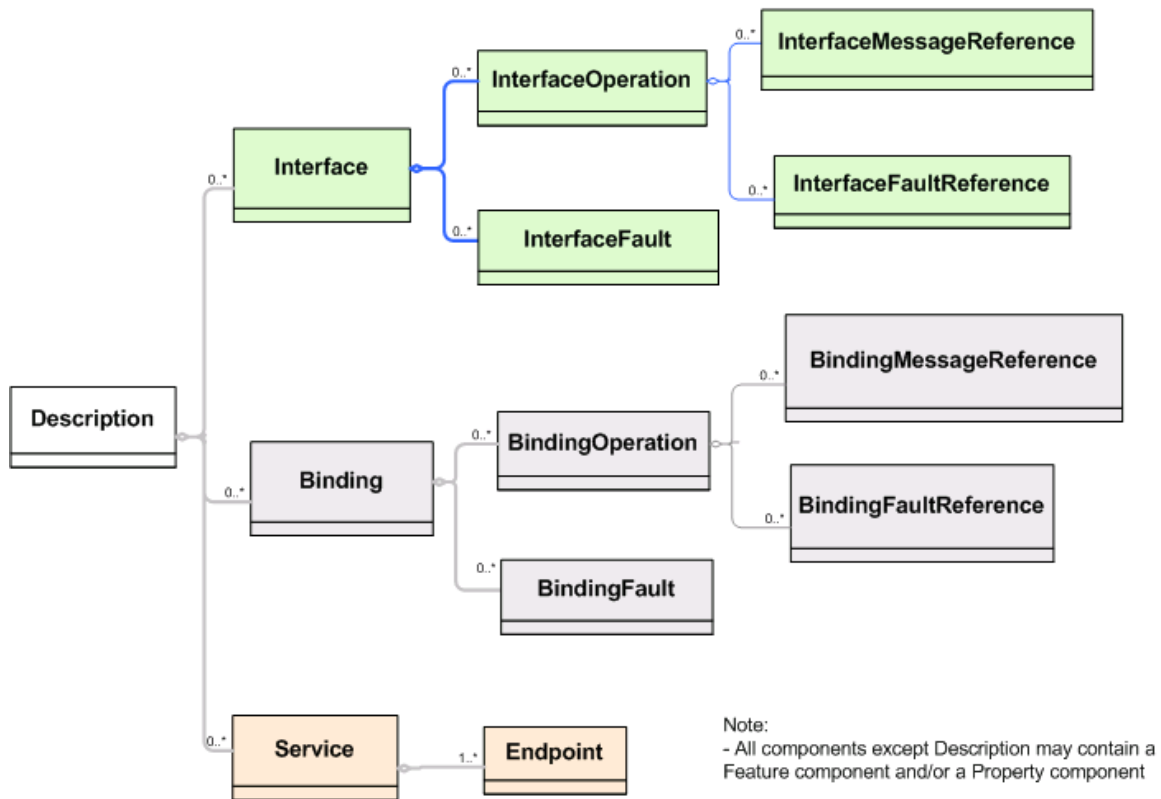 0..*
InterfaceMessageReference
0..*
InterfaceOperation
Interface
0..*
0..*
InterfaceFaultReference
0..*
InterfaceFault
0..*
BindingMessageReference
0..*
Description
0..*
BindingOperation
Binding
0..*
BindingFaultReference
0..*
0..*
BindingFault
Note:
- All components except Description may contain a
Feature component and/or a Property component
0..*
Service
1..*
Endpoint